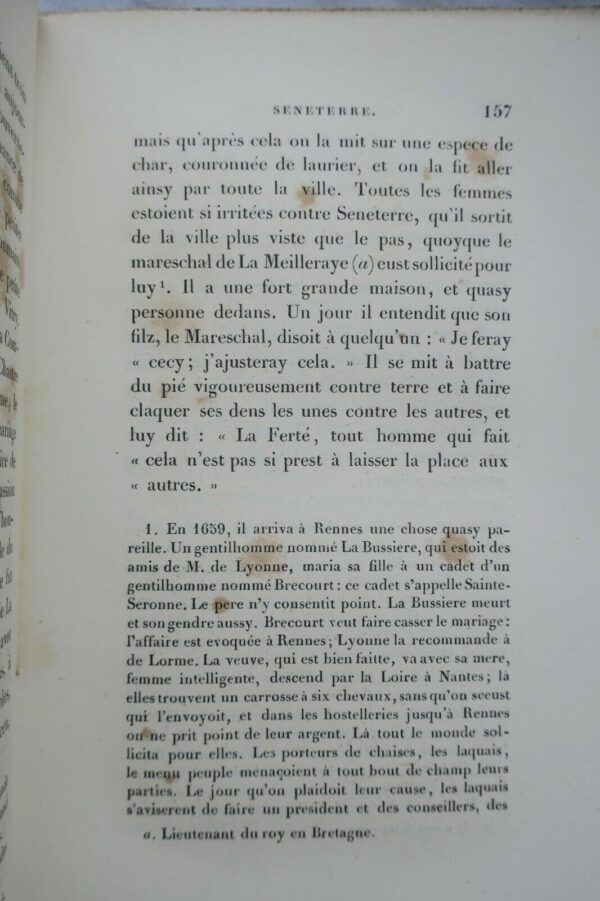 SENETERRE. 157
mais qu'après cela on la mit sur une espece de
char, couronnée de laurier, et on la fit aller
ainsy par toute la ville. Toutes les femmes
estoient si irritées contre Seneterre, qu'il sortit
de la ville plus viste que le pas, quoyque le
mareschal de La Meilleraye (a) eust sollicité pour
luy¹. Il a une fort grande maison, et quasy
personne dedans. Un jour il entendit que son
filz, le Mareschal, disoit à quelqu'un : « Je feray
« cecy; j'ajusteray cela. » Il se mit à battre
du pié vigoureusement contre terre et à faire
claquer ses dens les unes contre les autres, et
luy dit : « La Ferté, tout homme qui fait
« cela n'est pas si prest à laisser la place aux
« autres. »
1. En 1659, il arriva à Rennes une chose quasy pa-
reille. Un gentilhomme nommé La Bussiere, qui estoit des
amis de M. de Lyonne, maria sa fille à un cadet d'un
gentilhomme nommé Brecourt : ce cadet s'appelle Sainte-
Seronne. Le pere n'y consentit point. La Bussiere meurt
et son gendre aussy. Brecourt veut faire casser le mariage :
l'affaire est evoquée à Rennes; Lyonne la recommande à
de Lorme. La veuve, qui est bien faitte, va avec sa mere,
femme intelligente, descend par la Loire à Nantes; là
elles trouvent un carrosse à six chevaux, sans qu'on sceust
qui l'envoyoit, et dans les hostelleries jusqu'à Rennes
on ne prit point de leur argent. Là tout le monde sol-
licita pour elles. Les porteurs de chaises, les laquais,
le menu peuple menaçoient à tout bout de champ leurs
parties. Le jour qu'on plaidoit leur cause, les laquais
s'aviserent de faire un president et des conseillers, des
a. Lieutenant du roy en Bretagne.